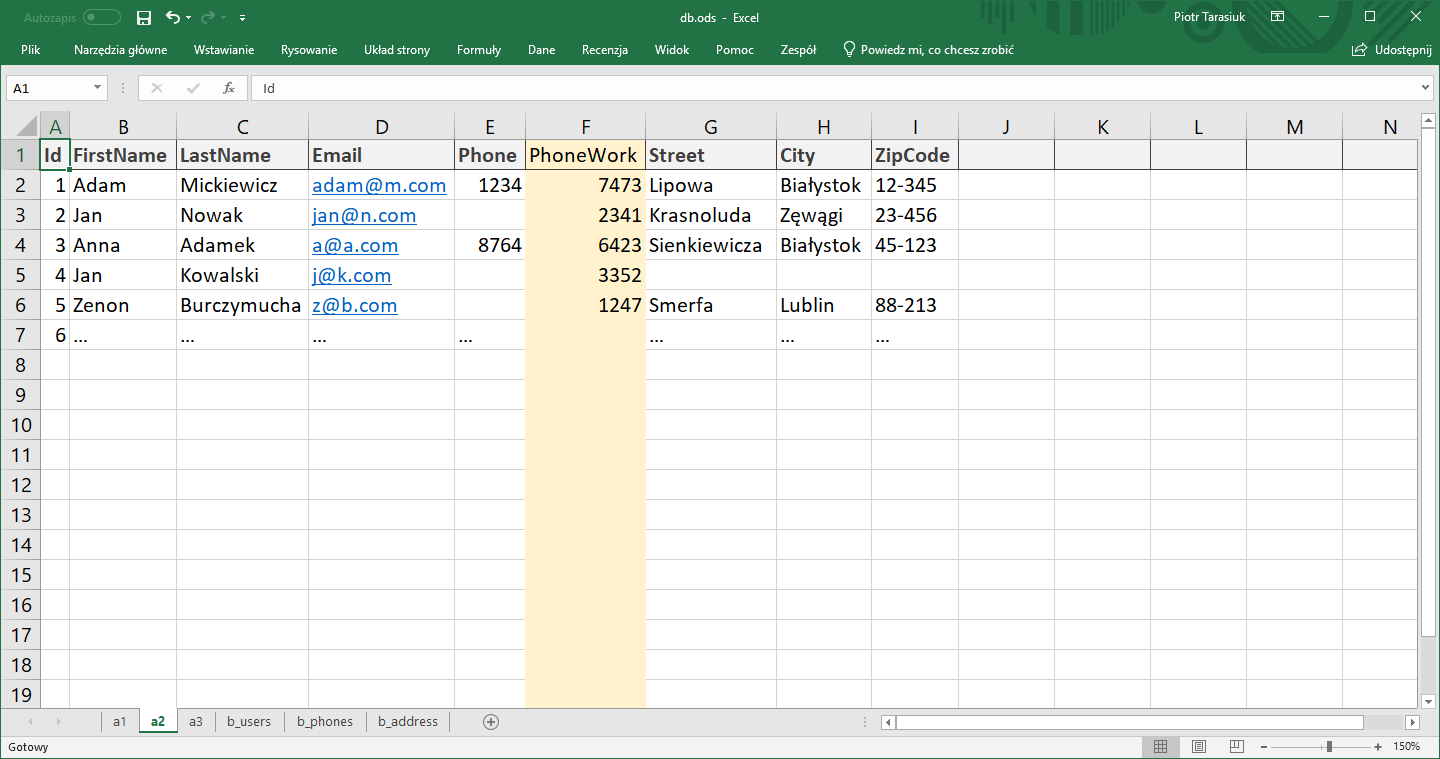 Autozapis db.ods - Excel Piotr Tarasiuk
Plik Narzędzia główne Wstawianie Rysowanie Układ strony Formuły Dane Recenzja Widok Pomoc Zespół Powiedz mi, co chcesz zrobić Udostępnij
A1 fx Id
A B C D E F G H I J K L M N
1 Id FirstName LastName Email Phone PhoneWork Street City ZipCode
2 1 Adam Mickiewicz adam@m.com 1234 7473 Lipowa Białystok 12-345
3 2 Jan Nowak jan@n.com 2341 Krasnoluda Zęwągi 23-456
4 3 Anna Adamek a@a.com 8764 6423 Sienkiewicza Białystok 45-123
5 4 Jan Kowalski j@k.com 3352
6 5 Zenon Burczymucha z@b.com 1247 Smerfa Lublin 88-213
7 6 ... ... ... ... ... ... ...
8
9
10
11
12
13
14
15
16
17
18
19
a1 a2 a3 b_users b_phones b_address
Gotowy 150%